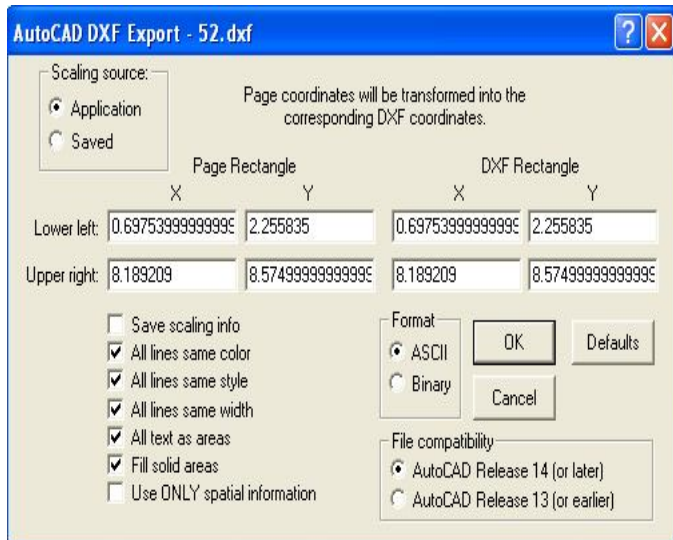 AutoCAD DXF Export - 52.dxf
Scaling source:
Application
Saved
Page coordinates will be transformed into the
corresponding DXF coordinates.
Page Rectangle
DXF Rectangle
X Y X Y
Lower left: 0.69753999999999 2.255835 0.69753999999999 2.255835
Upper right: 8.189209 8.57499999999999 8.189209 8.57499999999999
Save scaling info
All lines same color
All lines same style
All lines same width
All text as areas
Fill solid areas
Use ONLY spatial information
Format
ASCII
Binary
OK
Cancel
Defaults
File compatibility
AutoCAD Release 14 (or later)
AutoCAD Release 13 (or earlier)